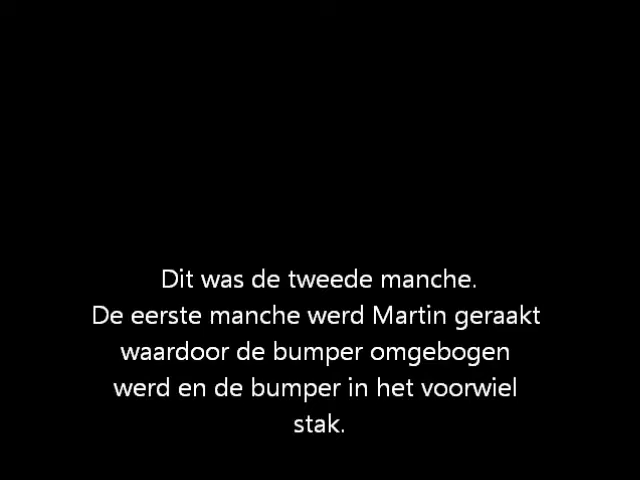 Dit was de tweede manche.
De eerste manche werd Martin geraakt
waardoor de bumper omgebogen
werd en de bumper in het voorwiel
stak.